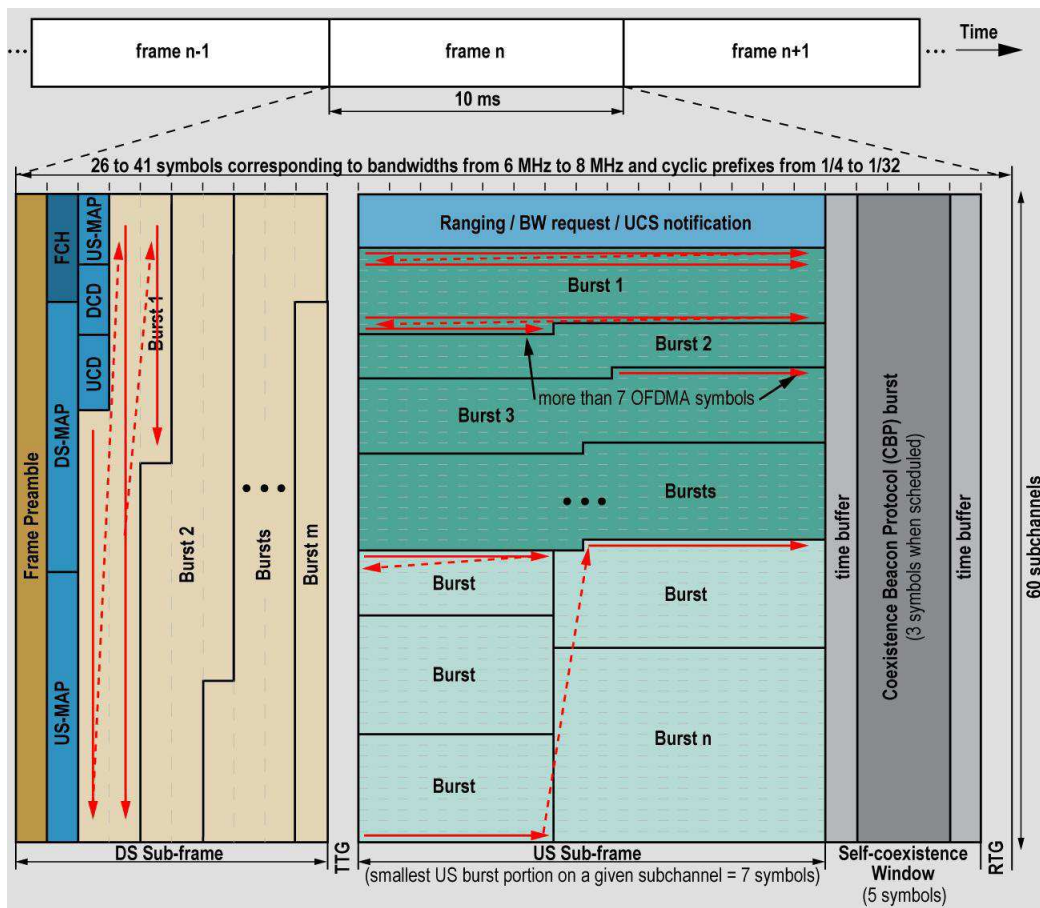 ... frame n-1 frame n frame n+1 ... Time
10 ms
26 to 41 symbols corresponding to bandwidths from 6 MHz to 8 MHz and cyclic prefixes from 1/4 to 1/32
Frame Preamble
FCH
DS-MAP
US-MAP
US-MAP
DCD
UCD
Burst 1
Burst 2
Bursts
...
Burst m
Ranging / BW request / UCS notification
Burst 1
Burst 2
more than 7 OFDMA symbols
Burst 3
Bursts
...
Burst
Burst
Burst
Burst
Burst n
time buffer
Coexistence Beacon Protocol (CBP) burst
(3 symbols when scheduled)
time buffer
60 subchannels
DS Sub-frame
TTG
US Sub-frame
(smallest US burst portion on a given subchannel = 7 symbols)
Self-coexistence
Window
(5 symbols)
RTG